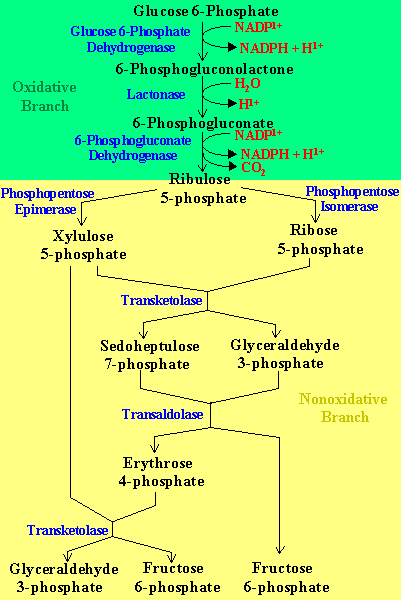 Glucose 6-Phosphate
Glucose 6-Phosphate
Dehydrogenase
NADP¹⁺
NADPH + H¹⁺
6-Phosphogluconolactone
Oxidative
Branch
Lactonase
H₂O
H¹⁺
6-Phosphogluconate
6-Phosphogluconate
Dehydrogenase
NADP¹⁺
NADPH + H¹⁺
CO₂
Ribulose
5-phosphate
Phosphopentose
Epimerase
Phosphopentose
Isomerase
Xylulose
5-phosphate
Ribose
5-phosphate
Transketolase
Sedoheptulose
7-phosphate
Glyceraldehyde
3-phosphate
Nonoxidative
Branch
Transaldolase
Erythrose
4-phosphate
Transketolase
Glyceraldehyde
3-phosphate
Fructose
6-phosphate
Fructose
6-phosphate